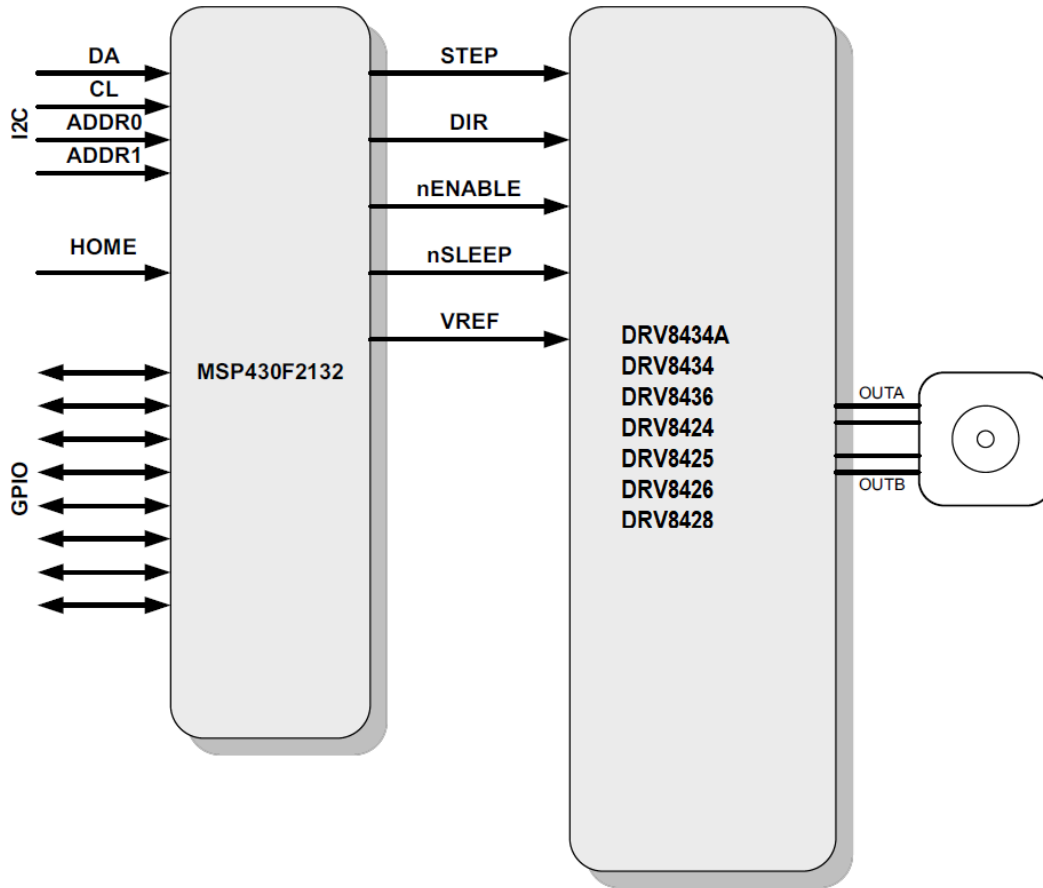 DA
CL
ADDR0
ADDR1
I2C
HOME
GPIO
MSP430F2132
STEP
DIR
nENABLE
nSLEEP
VREF
DRV8434A
DRV8434
DRV8436
DRV8424
DRV8425
DRV8426
DRV8428
OUTA
OUTB